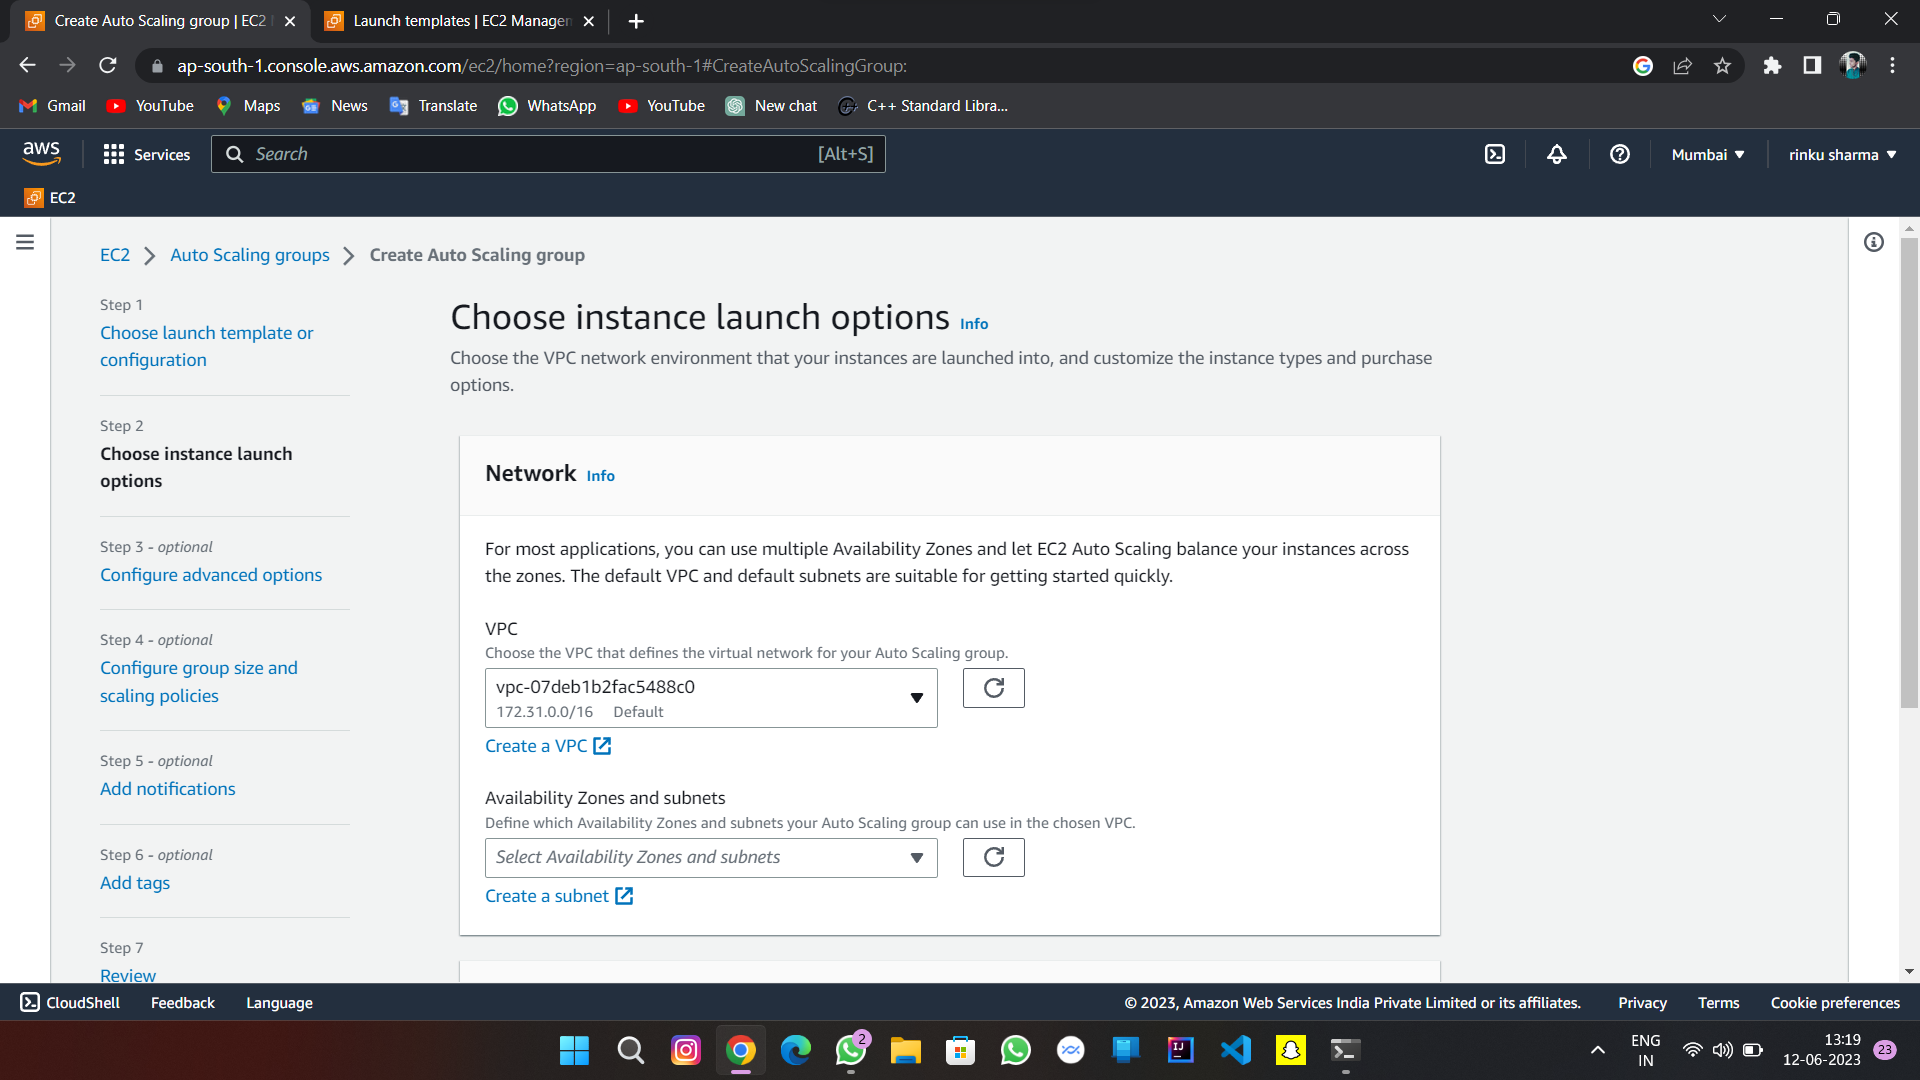 Create Auto Scaling group | EC2
Launch templates | EC2 Managem
ap-south-1.console.aws.amazon.com/ec2/home?region=ap-south-1#CreateAutoScalingGroup:
Gmail YouTube Maps News Translate WhatsApp YouTube New chat C++ Standard Libra...
aws Services Search [Alt+S] Mumbai rinku sharma
EC2
EC2 Auto Scaling groups Create Auto Scaling group
Step 1
Choose launch template or
configuration
Step 2
Choose instance launch
options
Step 3 - optional
Configure advanced options
Step 4 - optional
Configure group size and
scaling policies
Step 5 - optional
Add notifications
Step 6 - optional
Add tags
Step 7
Review
Choose instance launch options Info
Choose the VPC network environment that your instances are launched into, and customize the instance types and purchase
options.
Network Info
For most applications, you can use multiple Availability Zones and let EC2 Auto Scaling balance your instances across
the zones. The default VPC and default subnets are suitable for getting started quickly.
VPC
Choose the VPC that defines the virtual network for your Auto Scaling group.
vpc-07deb1b2fac5488c0
172.31.0.0/16 Default
Create a VPC
Availability Zones and subnets
Define which Availability Zones and subnets your Auto Scaling group can use in the chosen VPC.
Select Availability Zones and subnets
Create a subnet
CloudShell Feedback Language © 2023, Amazon Web Services India Private Limited or its affiliates. Privacy Terms Cookie preferences
2
IJ
ENG
IN
13:19
12-06-2023
23